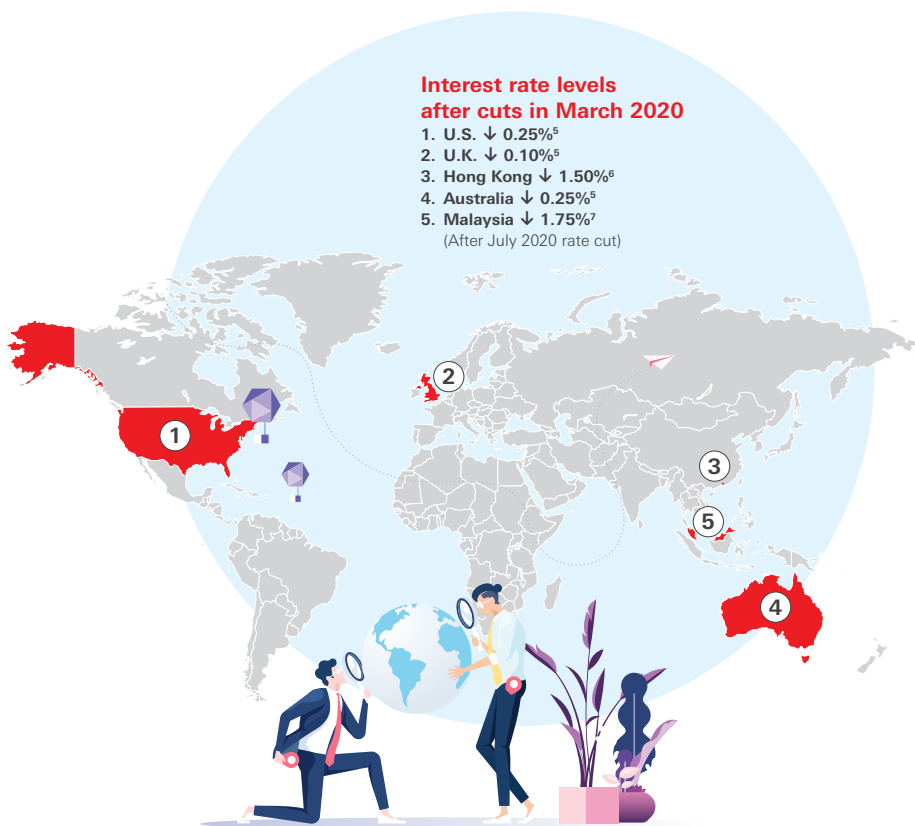 Interest rate levels
after cuts in March 2020
1. U.S. ↓ 0.25%⁵
2. U.K. ↓ 0.10%⁵
3. Hong Kong ↓ 1.50%⁶
4. Australia ↓ 0.25%⁵
5. Malaysia ↓ 1.75%⁷
(After July 2020 rate cut)
2
1
3
5
4